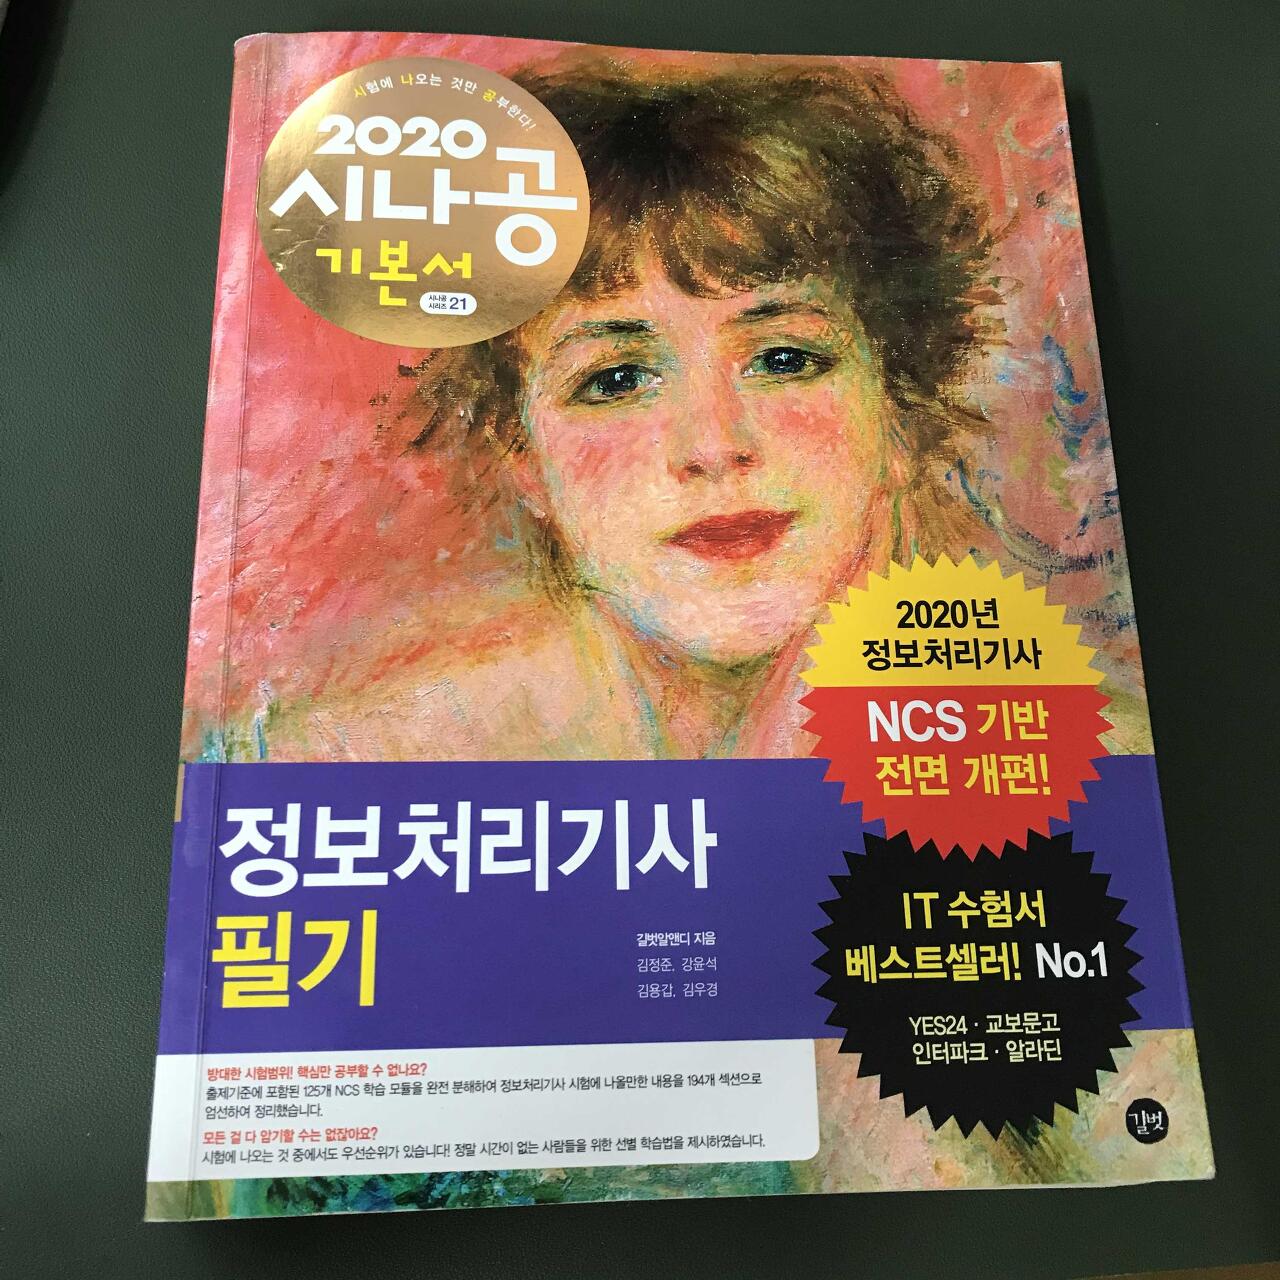 시험에 나오는 것만 공부한다!
2020
시나공
기본서
시나공
시리즈 21
2020년
정보처리기사
NCS 기반
전면 개편!
정보처리기사
필기
길벗알앤디 지음
김정준, 강윤석
김용갑, 김우경
IT 수험서
베스트셀러! No.1
YES24 · 교보문고
인터파크 · 알라딘
방대한 시험범위! 핵심만 공부할 수 없나요?
출제기준에 포함된 125개 NCS 학습 모듈을 완전 분해하여 정보처리기사 시험에 나올만한 내용을 194개 섹션으로
엄선하여 정리했습니다.
모든 걸 다 암기할 수는 없잖아요?
시험에 나오는 것 중에서도 우선순위가 있습니다! 정말 시간이 없는 사람들을 위한 선별 학습법을 제시하였습니다.
길벗